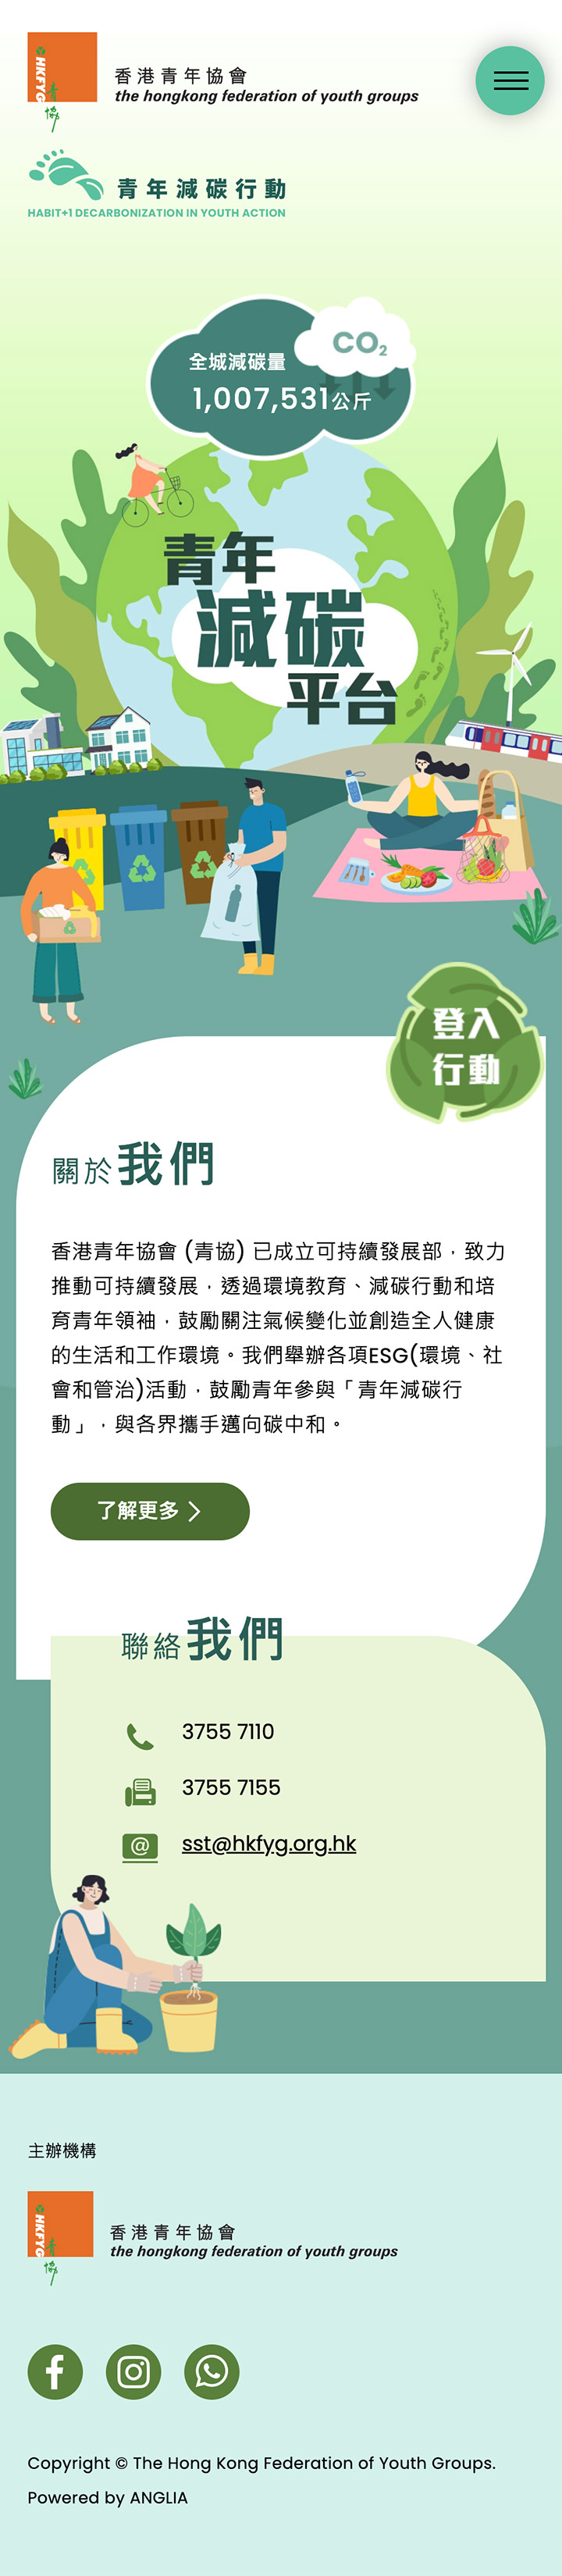 HKFYG
青協
香港青年協會
the hongkong federation of youth groups
青年減碳行動
HABIT+1 DECARBONIZATION IN YOUTH ACTION
CO₂
全城減碳量
1,007,531公斤
青年
減碳
平台
登入
行動
關於我們
香港青年協會 (青協) 已成立可持續發展部，致力
推動可持續發展，透過環境教育、減碳行動和培
育青年領袖，鼓勵關注氣候變化並創造全人健康
的生活和工作環境。我們舉辦各項ESG(環境、社
會和管治)活動，鼓勵青年參與「青年減碳行
動」，與各界攜手邁向碳中和。
了解更多
聯絡我們
3755 7110
3755 7155
sst@hkfyg.org.hk
主辦機構
HKFYG
青協
香港青年協會
the hongkong federation of youth groups
Copyright © The Hong Kong Federation of Youth Groups.
Powered by ANGLIA